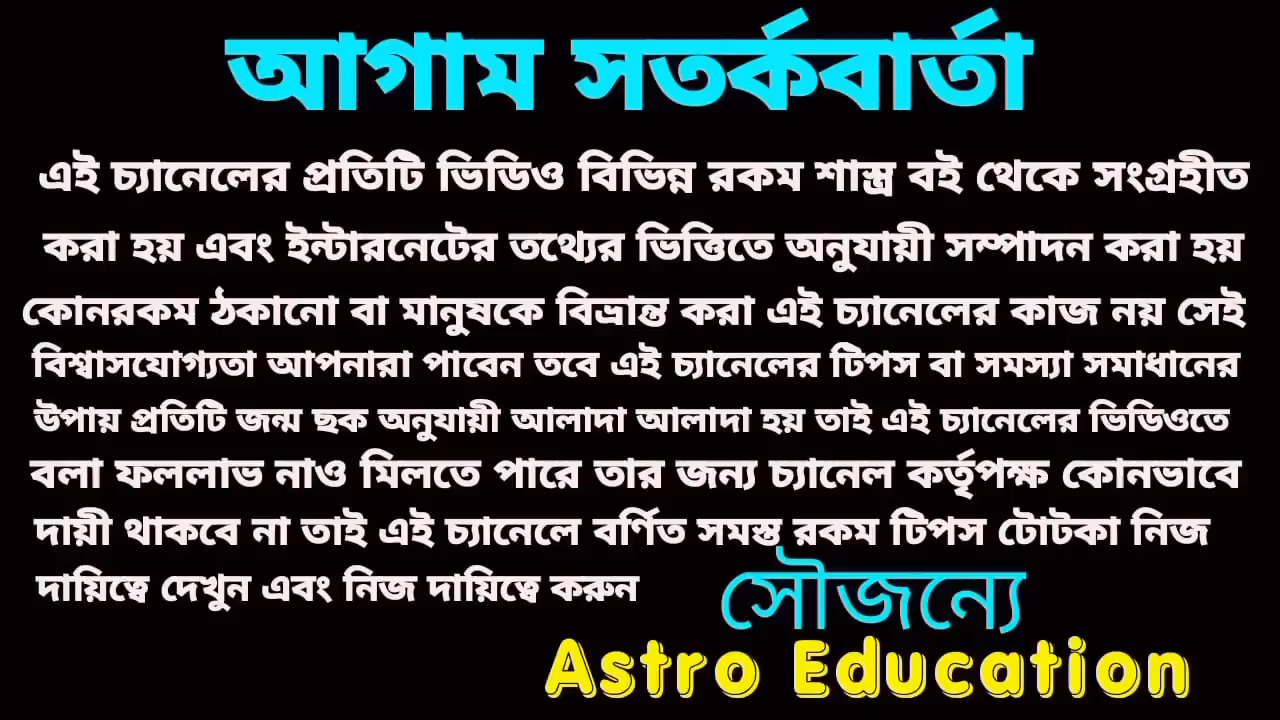 আগাম সতর্কবার্তা
এই চ্যানেলের প্রতিটি ভিডিও বিভিন্ন রকম শাস্ত্র বই থেকে সংগ্রহীত
করা হয় এবং ইন্টারনেটের তথ্যের ভিত্তিতে অনুযায়ী সম্পাদন করা হয়
কোনরকম ঠকানো বা মানুষকে বিভ্রান্ত করা এই চ্যানেলের কাজ নয় সেই
বিশ্বাসযোগ্যতা আপনারা পাবেন তবে এই চ্যানেলের টিপস বা সমস্যা সমাধানের
উপায় প্রতিটি জন্ম ছক অনুযায়ী আলাদা আলাদা হয় তাই এই চ্যানেলের ভিডিওতে
বলা ফললাভ নাও মিলতে পারে তার জন্য চ্যানেল কর্তৃপক্ষ কোনভাবে
দায়ী থাকবে না তাই এই চ্যানেলে বর্ণিত সমস্ত রকম টিপস টোটকা নিজ
দায়িত্বে দেখুন এবং নিজ দায়িত্বে করুন
সৌজন্যে
Astro Education